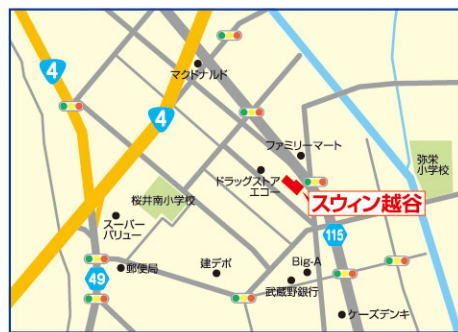 4
マクドナルド
4
ファミリーマート
弥栄
小学校
ドラッグストア
エコー
スウィン越谷
桜井南小学校
スーパー
バリュー
115
郵便局
建デポ
Big-A
49
武蔵野銀行
ケーズデンキ